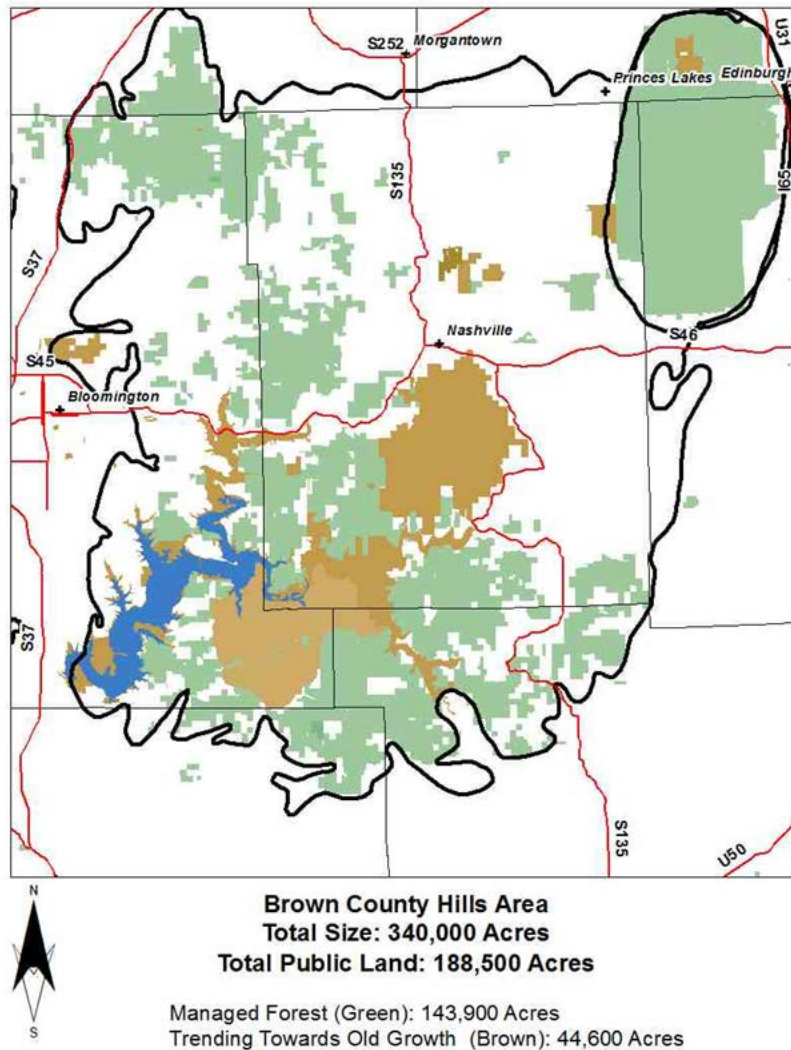 S252 Morgantown
U31
Princes Lakes Edinburgh
S135
I65
S37
Nashville
S46
S45
Bloomington
S37
S135
U50
N
S
Brown County Hills Area
Total Size: 340,000 Acres
Total Public Land: 188,500 Acres
Managed Forest (Green): 143,900 Acres
Trending Towards Old Growth (Brown): 44,600 Acres